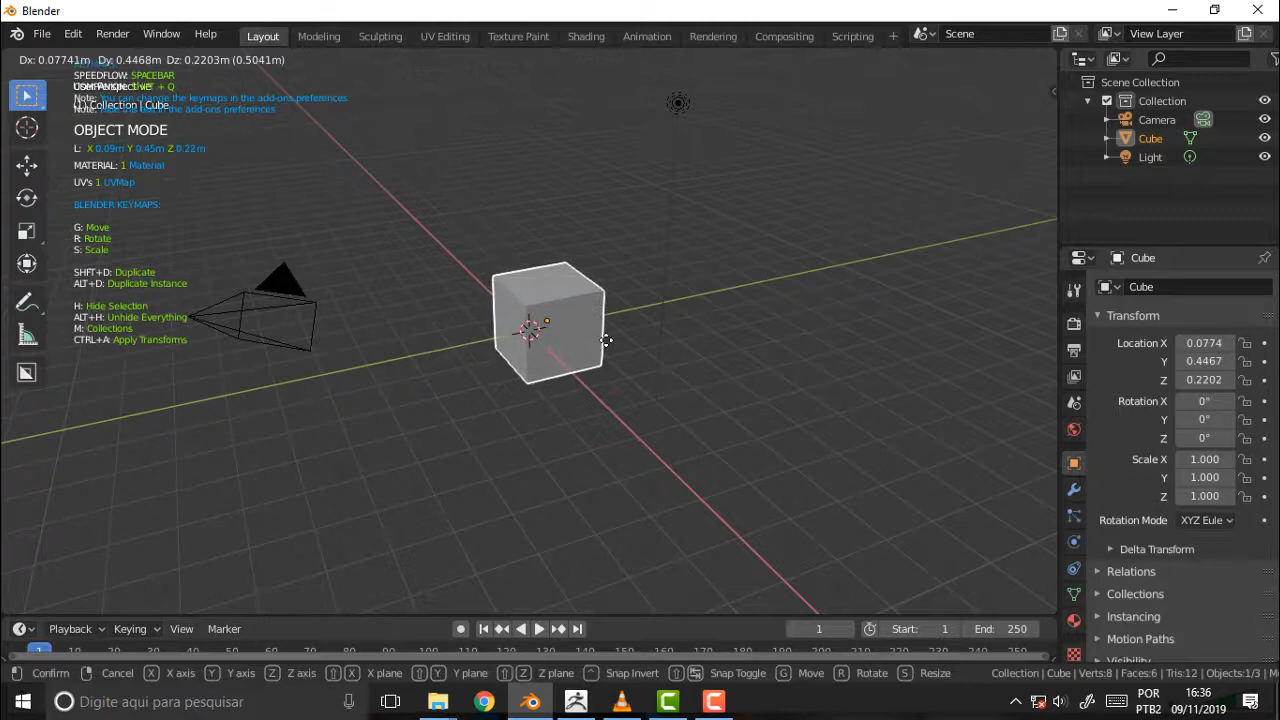 Blender
File Edit Render Window Help Layout Modeling Sculpting UV Editing Texture Paint Shading Animation Rendering Compositing Scripting + Scene View Layer
Dx: 0.07741m Dy: 0.4468m Dz: 0.2203m (0.5041m)
SPEEDFLOW: SPACEBAR
Note: You can change the keymaps in the add-ons preferences.
(1) Collection | Cube
OBJECT MODE
L: X 0.09m Y 0.45m Z 0.22m
MATERIAL: 1 Material
UV's 1 UVMap
BLENDER KEYMAPS:
G: Move
R: Rotate
S: Scale
SHFT+D: Duplicate
ALT+D: Duplicate Instance
H: Hide Selection
ALT+H: Unhide Everything
M: Collections
CTRL+A: Apply Transforms
Scene Collection
Collection
Camera
Cube
Light
Cube
Cube
Transform
Location X 0.0774
Y 0.4467
Z 0.2202
Rotation X 0°
Y 0°
Z 0°
Scale X 1.000
Y 1.000
Z 1.000
Rotation Mode XYZ Eule
Delta Transform
Relations
Collections
Instancing
Motion Paths
Playback Keying View Marker 1 Start: 1 End: 250
Confirm Cancel X X axis Y Y axis Z Z axis X X plane Y Y plane Z Z plane Snap Invert Snap Toggle G Move R Rotate S Resize Collection | Cube | Verts:8 | Faces:6 | Tris:12 | Objects:1/3 | M
Digite aqui para pesquisar
POR
PTB2
16:36
09/11/2019